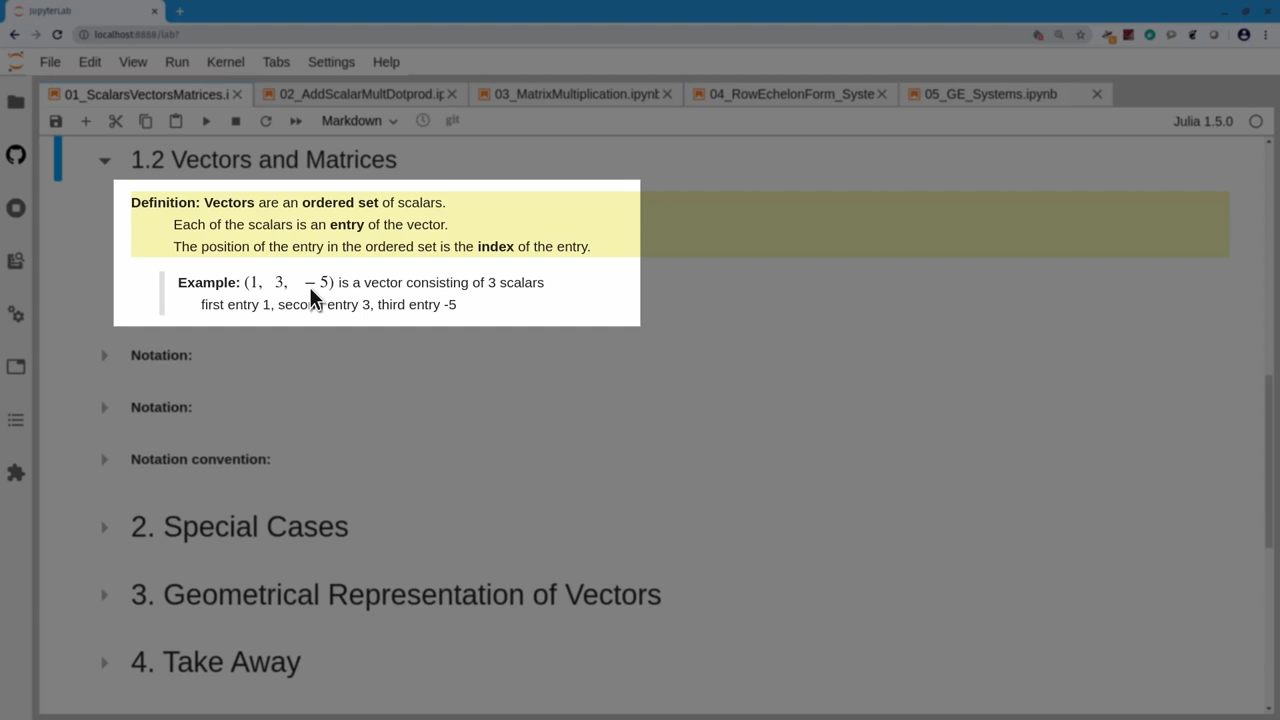 JupyterLab
localhost:8888/lab?
File Edit View Run Kernel Tabs Settings Help
01_ScalarsVectorsMatrices.i 02_AddScalarMultDotprod.ip 03_MatrixMultiplication.ipynb 04_RowEchelonForm_Syste 05_GE_Systems.ipynb
Markdown git Julia 1.5.0
1.2 Vectors and Matrices
Definition: Vectors are an ordered set of scalars.
Each of the scalars is an entry of the vector.
The position of the entry in the ordered set is the index of the entry.
Example: (1, 3, − 5) is a vector consisting of 3 scalars
first entry 1, second entry 3, third entry -5
Notation:
Notation:
Notation convention:
2. Special Cases
3. Geometrical Representation of Vectors
4. Take Away